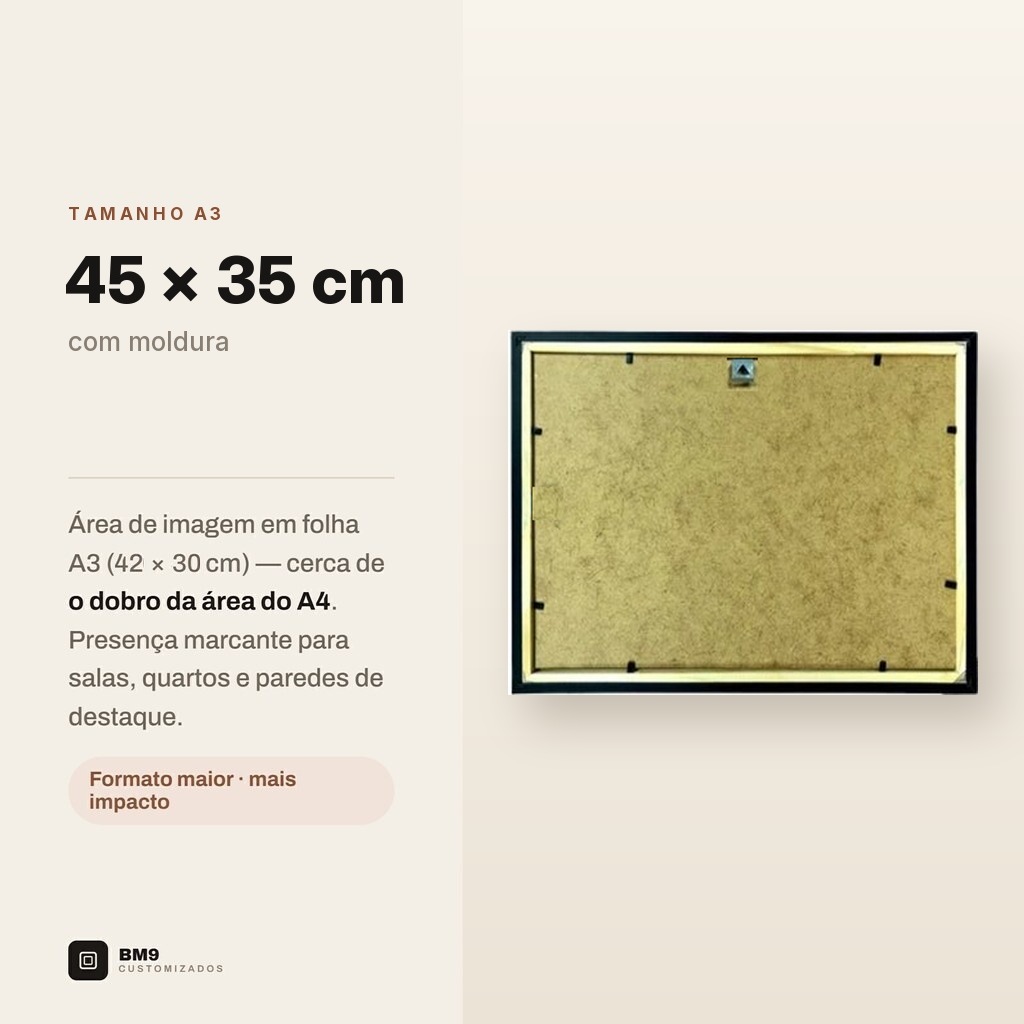 TAMANHO A3
45 × 35 cm
com moldura
Área de imagem em folha
A3 (42 × 30 cm) — cerca de
o dobro da área do A4.
Presença marcante para
salas, quartos e paredes de
destaque.
Formato maior · mais
impacto
BM9
CUSTOMIZADOS